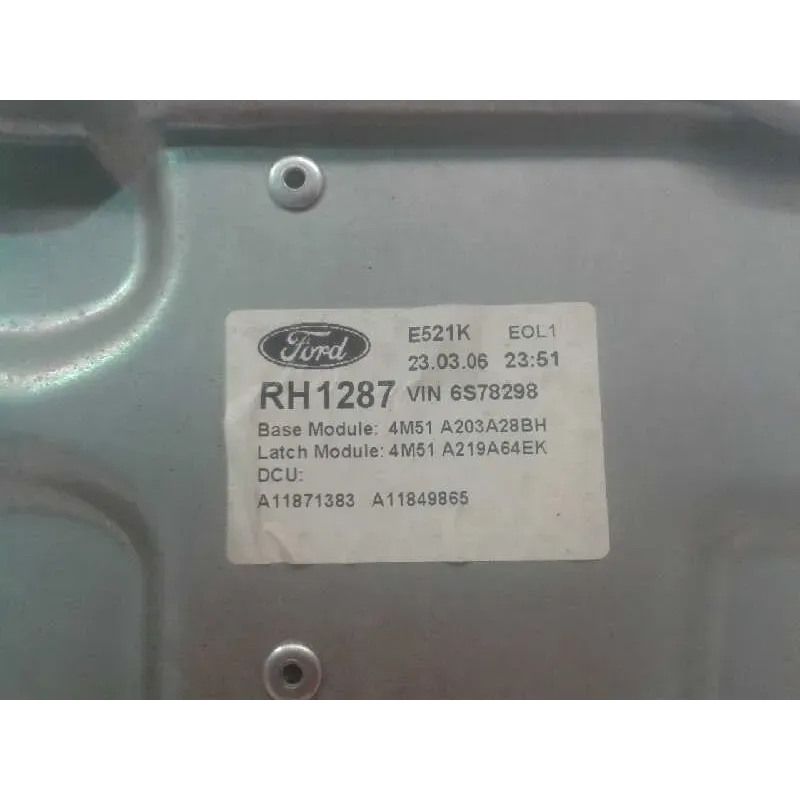 Ford E521K EOL1
23.03.06 23:51
RH1287 VIN 6S78298
Base Module: 4M51 A203A28BH
Latch Module: 4M51 A219A64EK
DCU:
A11871383 A11849865